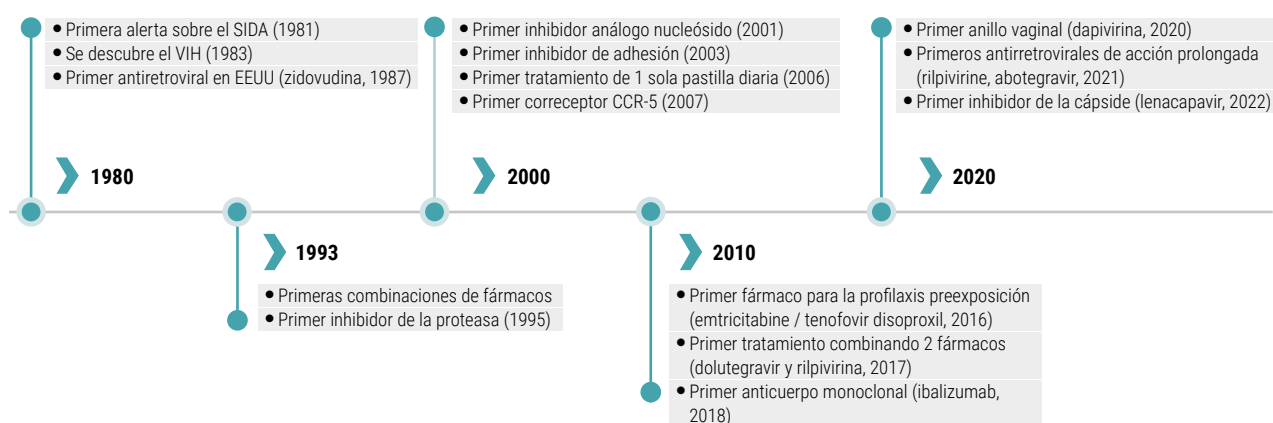 • Primera alerta sobre el SIDA (1981)
• Se descubre el VIH (1983)
• Primer antiretroviral en EEUU (zidovudina, 1987)
1980
1993
• Primeras combinaciones de fármacos
• Primer inhibidor de la proteasa (1995)
• Primer inhibidor análogo nucleósido (2001)
• Primer inhibidor de adhesión (2003)
• Primer tratamiento de 1 sola pastilla diaria (2006)
• Primer correceptor CCR-5 (2007)
2000
2010
• Primer fármaco para la profilaxis preexposición
(emtricitabine / tenofovir disoproxil, 2016)
• Primer tratamiento combinando 2 fármacos
(dolutegravir y rilpivirina, 2017)
• Primer anticuerpo monoclonal (ibalizumab,
2018)
• Primer anillo vaginal (dapivirina, 2020)
• Primeros antirretrovirales de acción prolongada
(rilpivirine, abotegravir, 2021)
• Primer inhibidor de la cápside (lenacapavir, 2022)
2020